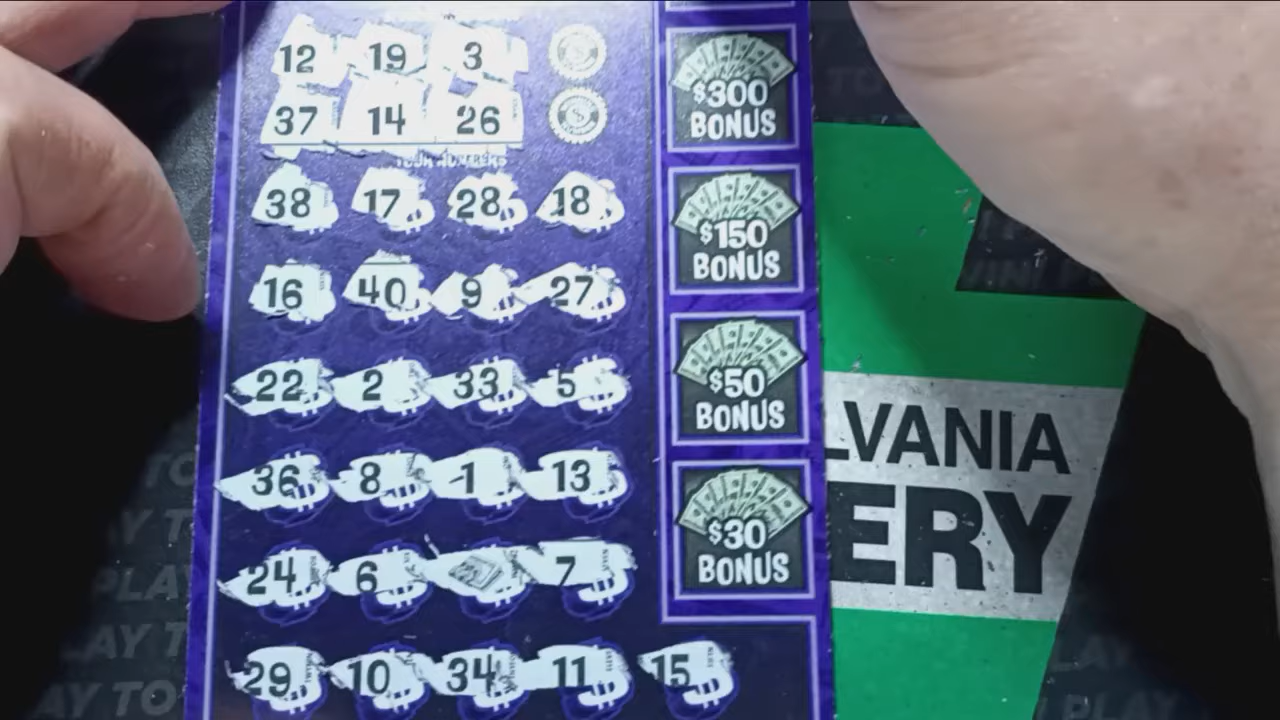 12 19 3
37 14 26
YOUR NUMBERS
38 17 28 18
16 40 9 27
22 2 33 5
36 8 1 13
24 6 7
29 10 34 11 15
$300
BONUS
$150
BONUS
$50
BONUS
$30
BONUS
LVANIA
ERY